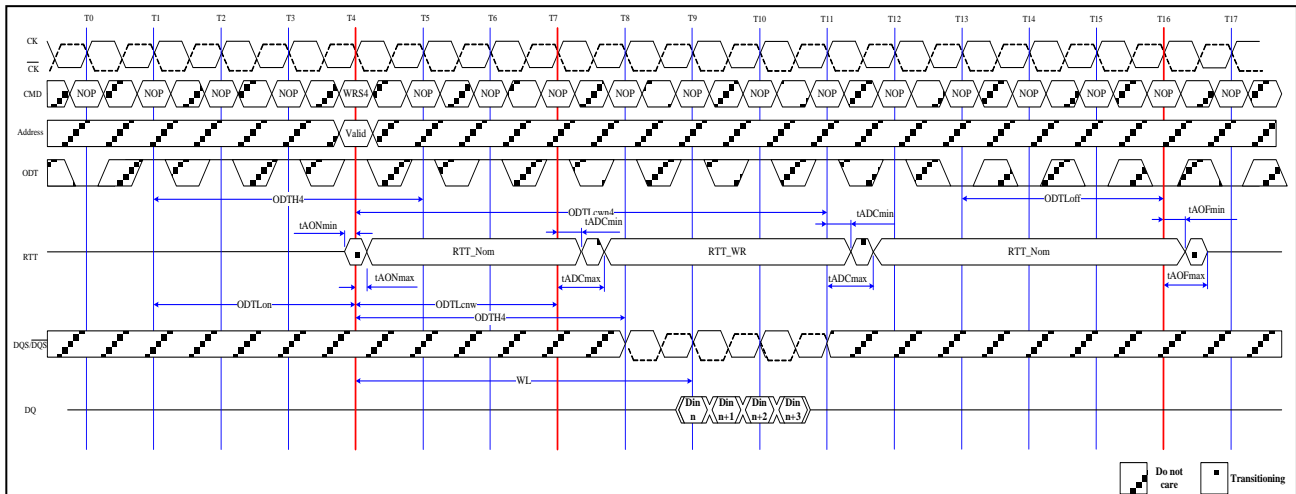 T0 T1 T2 T3 T4 T5 T6 T7 T8 T9 T10 T11 T12 T13 T14 T15 T16 T17
CK
CK
CMD NOP NOP NOP NOP WRS4 NOP NOP NOP NOP NOP NOP NOP NOP NOP NOP NOP NOP NOP
Address Valid
ODT
ODTH4 ODTLoff
ODTLcwn4
tAONmin tADCmin tADCmin tAOFmin
RTT RTT_Nom RTT_WR RTT_Nom
tAONmax tADCmax tADCmax tAOFmax
ODTLon ODTLcnw
ODTH4
DQS/DQS
WL
DQ Din n Din n+1 Din n+2 Din n+3
Do not care Transitioning